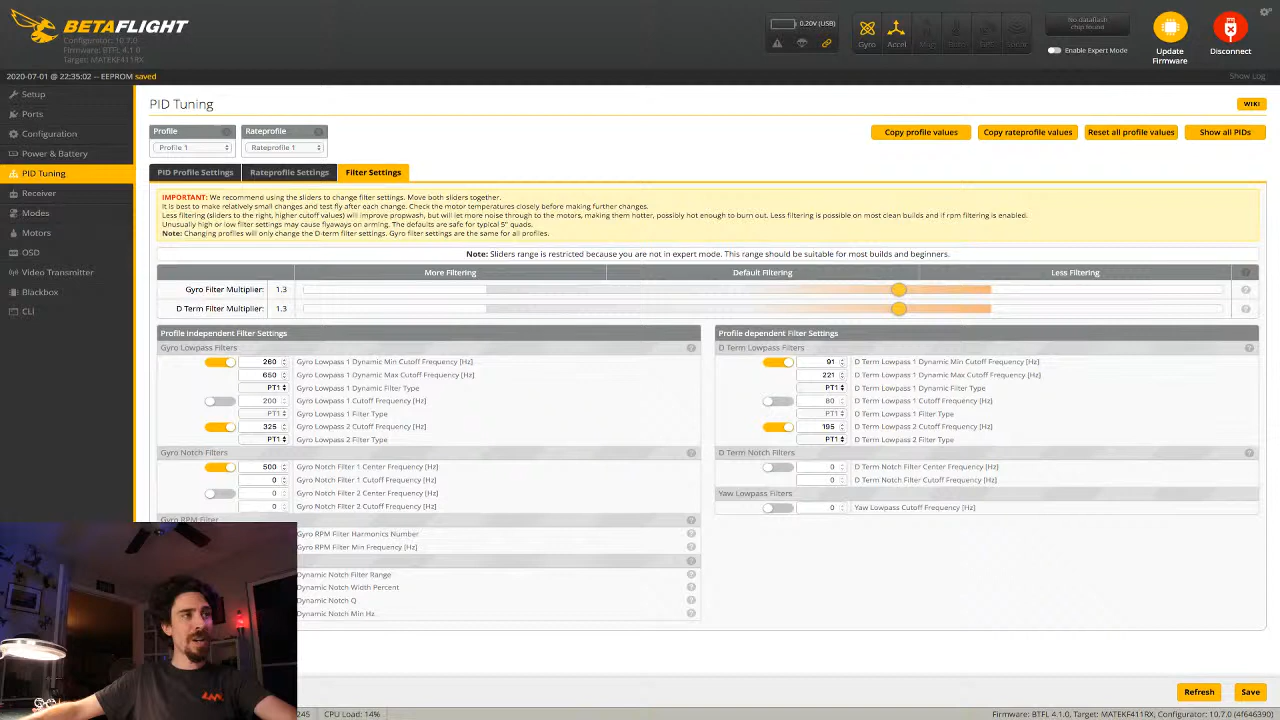 BETAFLIGHT
Configurator: 10.7.0
Firmware: BTFL 4.1.0
Target: MATEKF411RX
0.20V (USB)
Gyro
Accel
Mag
Baro
GPS
Sonar
No dataflash
chip found
Enable Expert Mode
Update
Firmware
Disconnect
2020-07-01 @ 22:35:02 -- EEPROM saved
Show Log
Setup
Ports
Configuration
Power & Battery
PID Tuning
Receiver
Modes
Motors
OSD
Video Transmitter
Blackbox
CLI
PID Tuning
WIKI
Profile
Rateprofile
Profile 1
Rateprofile 1
Copy profile values
Copy rateprofile values
Reset all profile values
Show all PIDs
PID Profile Settings
Rateprofile Settings
Filter Settings
IMPORTANT: We recommend using the sliders to change filter settings. Move both sliders together.
It is best to make relatively small changes and test fly after each change. Check the motor temperatures closely before making further changes.
Less filtering (sliders to the right, higher cutoff values) will improve propwash, but will let more noise through to the motors, making them hotter, possibly hot enough to burn out. Less filtering is possible on most clean builds and if rpm filtering is enabled.
Unusually high or low filter settings may cause flyaways on arming. The defaults are safe for typical 5" quads.
Note: Changing profiles will only change the D-term filter settings. Gyro filter settings are the same for all profiles.
Note: Sliders range is restricted because you are not in expert mode. This range should be suitable for most builds and beginners.
More Filtering
Default Filtering
Less Filtering
Gyro Filter Multiplier: 1.3
D Term Filter Multiplier: 1.3
Profile independent Filter Settings
Gyro Lowpass Filters
260 Gyro Lowpass 1 Dynamic Min Cutoff Frequency [Hz]
650 Gyro Lowpass 1 Dynamic Max Cutoff Frequency [Hz]
PT1 Gyro Lowpass 1 Dynamic Filter Type
200 Gyro Lowpass 1 Cutoff Frequency [Hz]
PT1 Gyro Lowpass 1 Filter Type
325 Gyro Lowpass 2 Cutoff Frequency [Hz]
PT1 Gyro Lowpass 2 Filter Type
Gyro Notch Filters
500 Gyro Notch Filter 1 Center Frequency [Hz]
0 Gyro Notch Filter 1 Cutoff Frequency [Hz]
0 Gyro Notch Filter 2 Center Frequency [Hz]
0 Gyro Notch Filter 2 Cutoff Frequency [Hz]
Gyro RPM Filter
Gyro RPM Filter Harmonics Number
Gyro RPM Filter Min Frequency [Hz]
Dynamic Notch Filter Range
Dynamic Notch Width Percent
Dynamic Notch Q
Dynamic Notch Min Hz
Profile dependent Filter Settings
D Term Lowpass Filters
91 D Term Lowpass 1 Dynamic Min Cutoff Frequency [Hz]
221 D Term Lowpass 1 Dynamic Max Cutoff Frequency [Hz]
PT1 D Term Lowpass 1 Dynamic Filter Type
80 D Term Lowpass 1 Cutoff Frequency [Hz]
PT1 D Term Lowpass 1 Filter Type
195 D Term Lowpass 2 Cutoff Frequency [Hz]
PT1 D Term Lowpass 2 Filter Type
D Term Notch Filters
0 D Term Notch Filter Center Frequency [Hz]
0 D Term Notch Filter Cutoff Frequency [Hz]
Yaw Lowpass Filters
0 Yaw Lowpass Cutoff Frequency [Hz]
Refresh
Save
245
CPU Load: 14%
Firmware: BTFL 4.1.0, Target: MATEKF411RX, Configurator: 10.7.0 (4f646390)